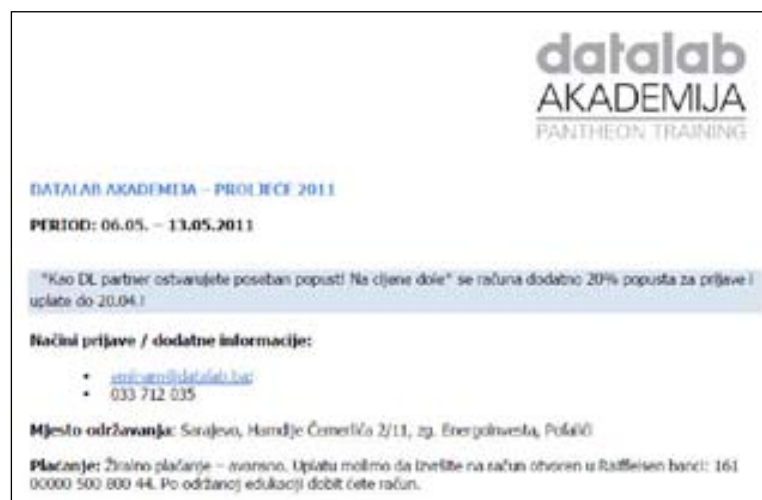 datalab
AKADEMIJA
PANTHEON TRAINING
DATALAB AKADEMIJA – PROLJEĆE 2011
PERIOD: 06.05. – 13.05.2011
"Kao DL partner ostvarujete poseban popust! Na cijene dole" se računa dodatno 20% popusta za prijave i
uplate do 20.04.!
Načini prijave / dodatne informacije:
• @datalab.ba;
• 033 712 035
Mjesto održavanja: Sarajevo, Hamdije Čemerlića 2/11, zg. Energoinvesta, Pofalići
Plaćanje: Žiralno plaćanje – avansno. Uplatu molimo da izvršite na račun otvoren u Raiffeisen banci: 161
00000 500 800 44. Po održanoj edukaciji dobit ćete račun.